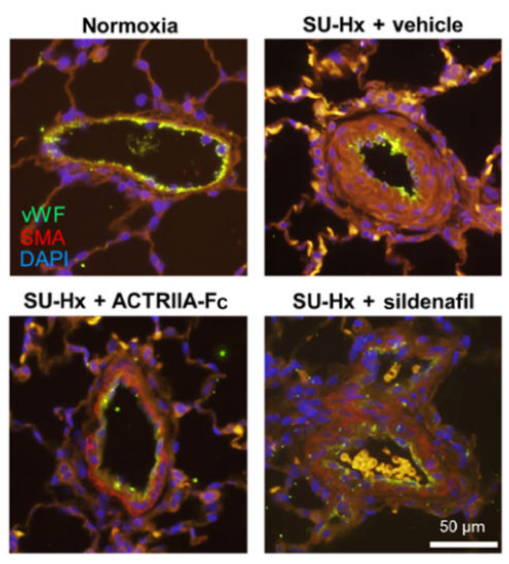 Normoxia
SU-Hx + vehicle
vWF
SMA
DAPI
SU-Hx + ACTRIIA-Fc
SU-Hx + sildenafil
50 µm